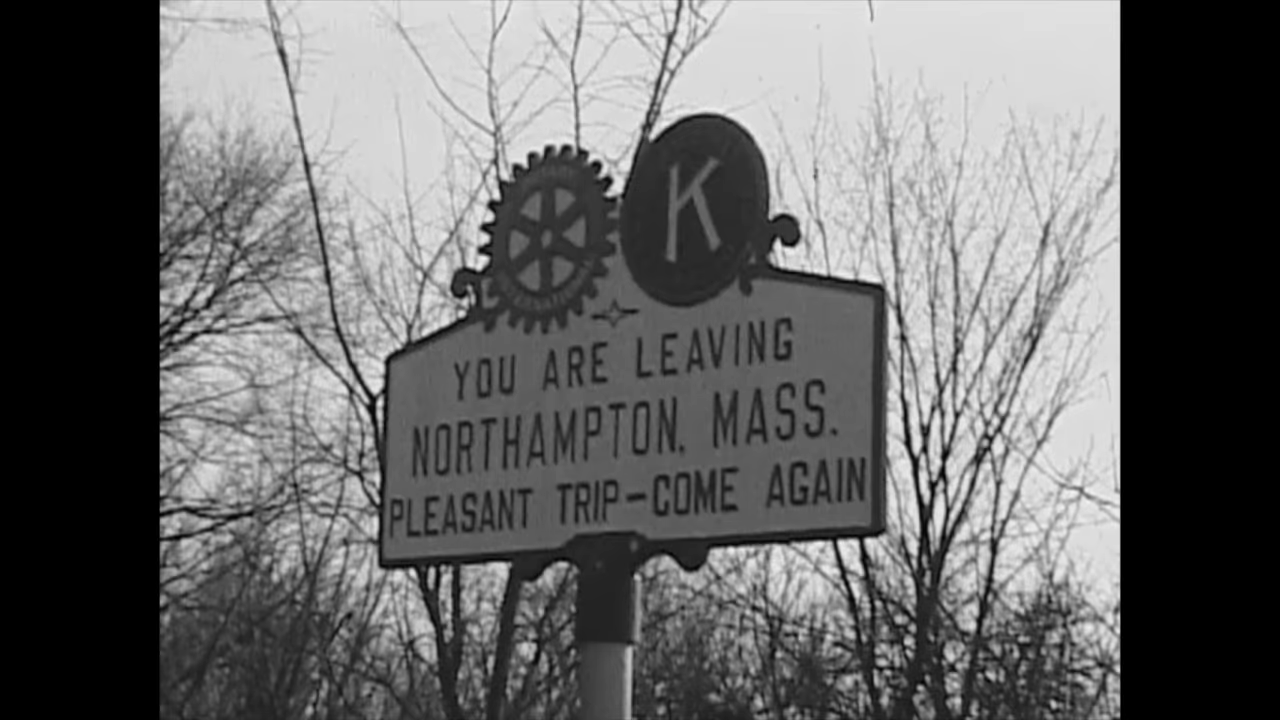 K
YOU ARE LEAVING
NORTHAMPTON, MASS.
PLEASANT TRIP–COME AGAIN